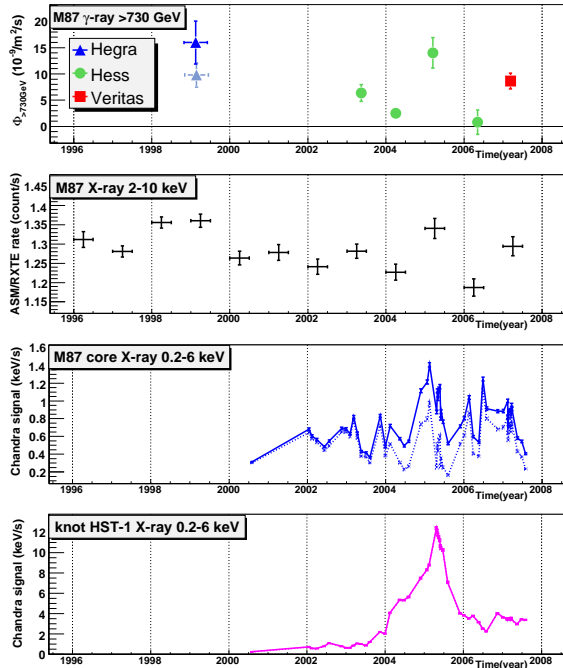 M87 γ-ray >730 GeV
Φ>730GeV (10⁻⁹/m²/s)
20
15
10
5
0
Hegra
Hess
Veritas
1996 1998 2000 2002 2004 2006 2008
Time(year)
M87 X-ray 2-10 keV
ASM/RXTE rate (count/s)
1.45
1.4
1.35
1.3
1.25
1.2
1.15
1996 1998 2000 2002 2004 2006 2008
Time(year)
M87 core X-ray 0.2-6 keV
Chandra signal (keV/s)
1.6
1.4
1.2
1
0.8
0.6
0.4
0.2
1996 1998 2000 2002 2004 2006 2008
Time(year)
knot HST-1 X-ray 0.2-6 keV
Chandra signal (keV/s)
12
10
8
6
4
2
0
1996 1998 2000 2002 2004 2006 2008
Time(year)